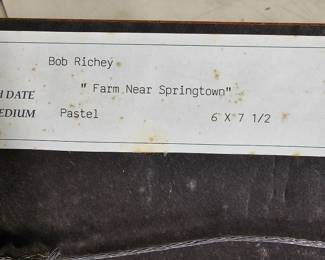 Bob Richey
" Farm Near Springtown"
DATE
EDIUM Pastel 6 X 7 1/2